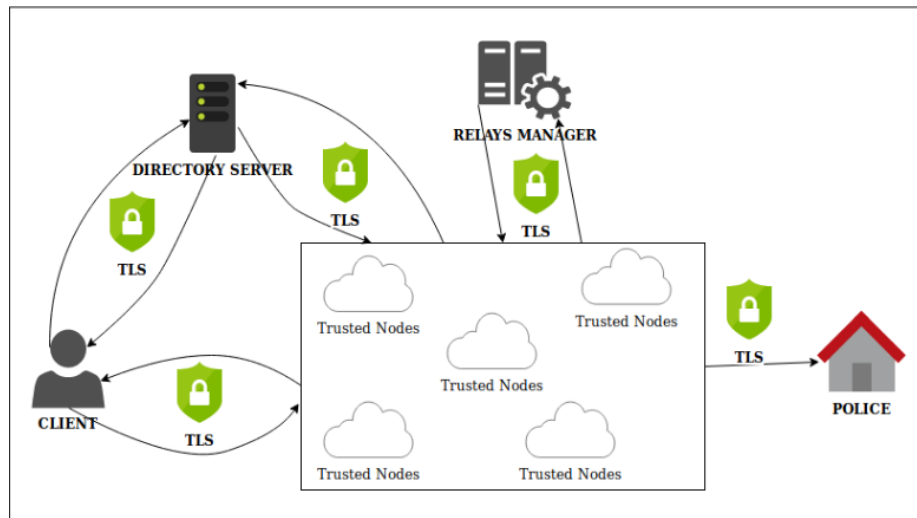 RELAYS MANAGER
DIRECTORY SERVER
TLS
TLS
TLS
Trusted Nodes
Trusted Nodes
Trusted Nodes
TLS
TLS
CLIENT
TLS
POLICE
Trusted Nodes
Trusted Nodes